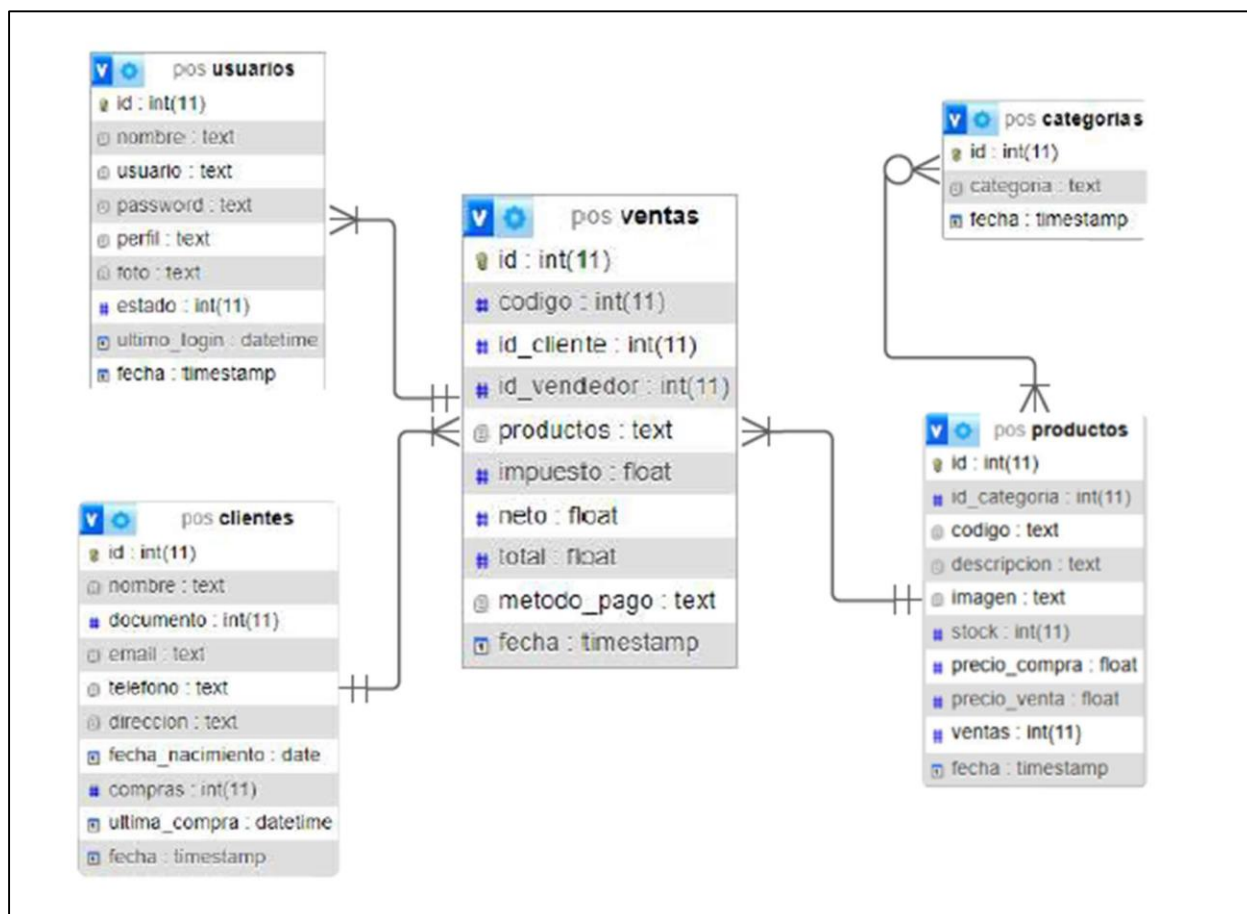 pos usuarios
id : int(11)
nombre : text
usuario : text
password : text
perfil : text
foto : text
estado : int(11)
ultimo_login : datetime
fecha : timestamp
pos clientes
id : int(11)
nombre : text
documento : int(11)
email : text
telefono : text
direccion : text
fecha_nacimiento : date
compras : int(11)
ultima_compra : datetime
fecha : timestamp
pos ventas
id : int(11)
codigo : int(11)
id_cliente : int(11)
id_vendedor : int(11)
productos : text
impuesto : float
neto : float
total : float
metodo_pago : text
fecha : timestamp
pos categorias
id : int(11)
categoria : text
fecha : timestamp
pos productos
id : int(11)
id_categoria : int(11)
codigo : text
descripcion : text
imagen : text
stock : int(11)
precio_compra : float
precio_venta : float
ventas : int(11)
fecha : timestamp